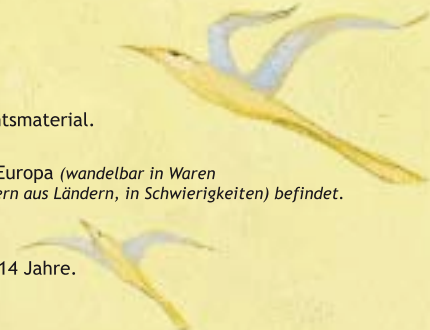 tsmaterial.
Europa (wandelbar in Waren
ern aus Ländern, in Schwierigkeiten) befindet.
14 Jahre.